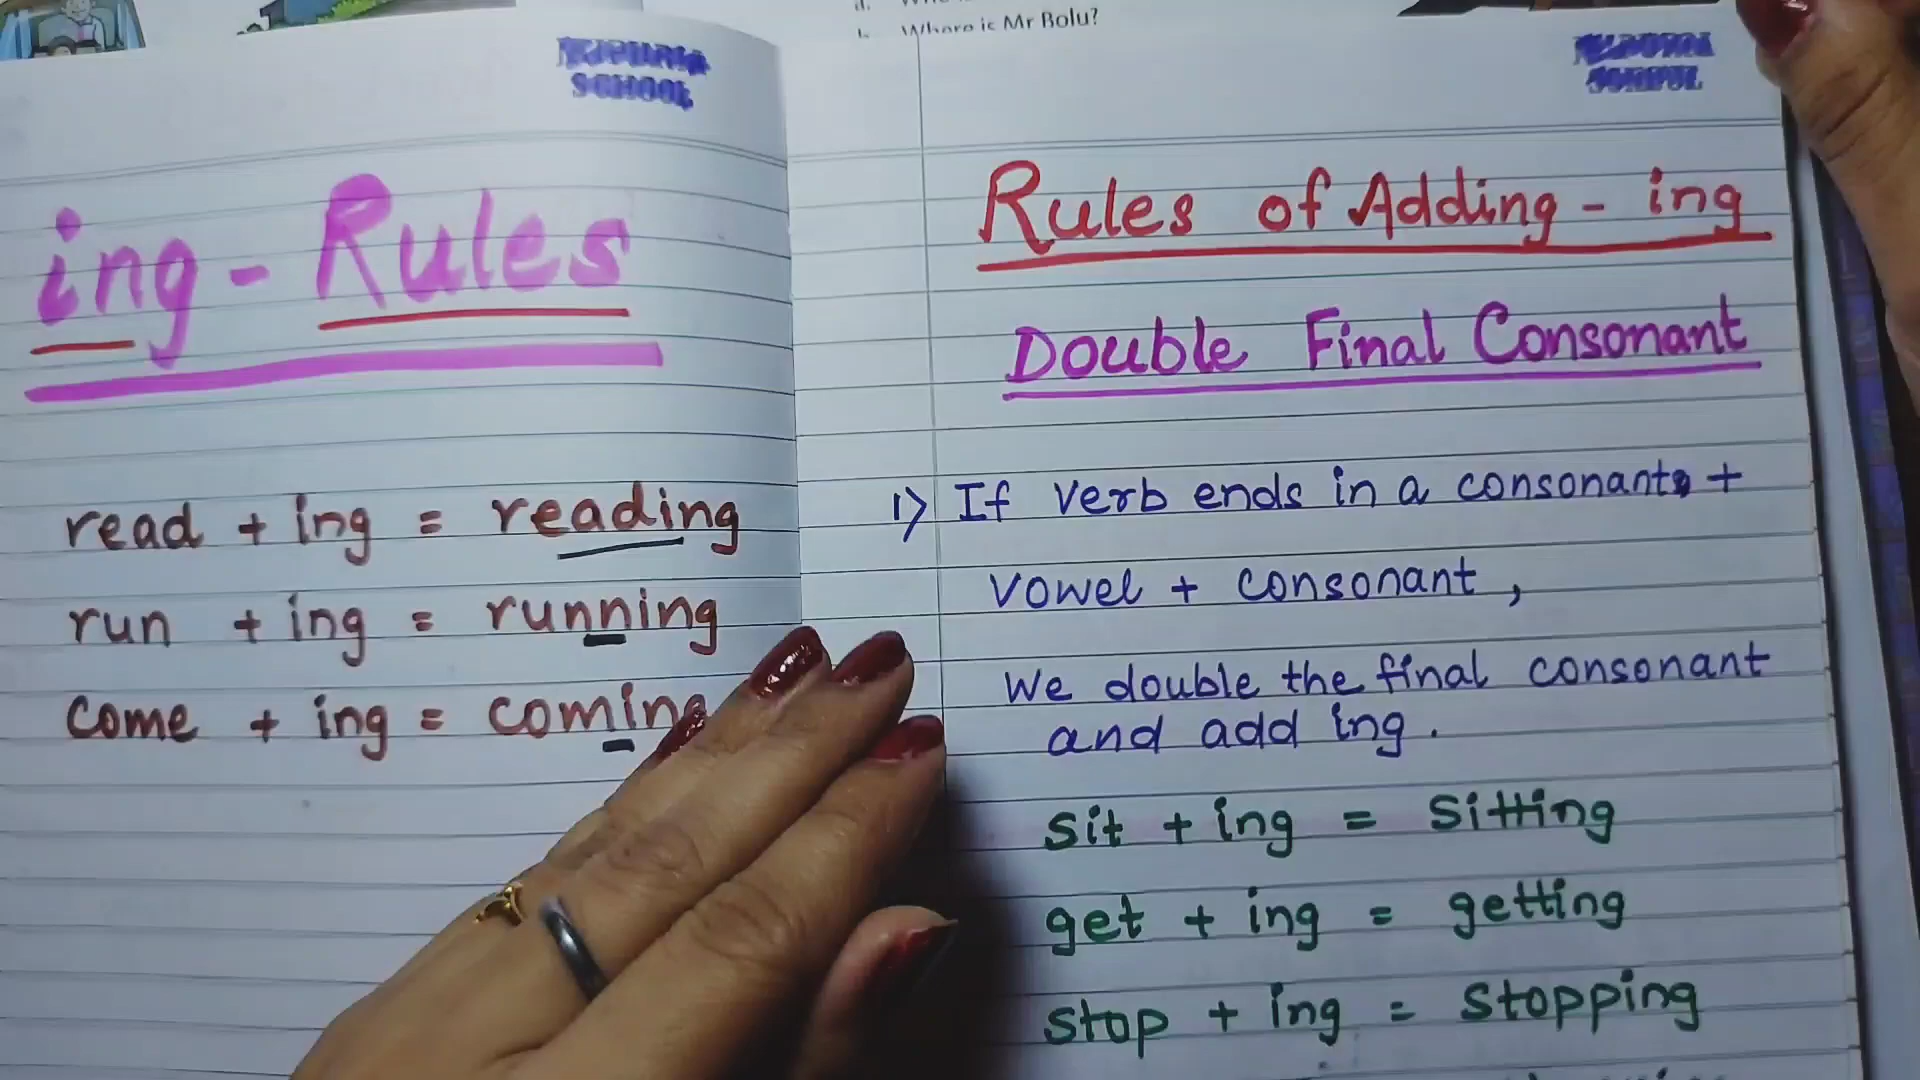 Where is Mr Bolu?
SCHOOL
ing - Rules
read + ing = reading
run + ing = running
come + ing = coming
Rules of Adding - ing
Double Final Consonant
1) If verb ends in a consonant +
vowel + consonant,
We double the final consonant
and add ing.
sit + ing = sitting
get + ing = getting
stop + ing = stopping